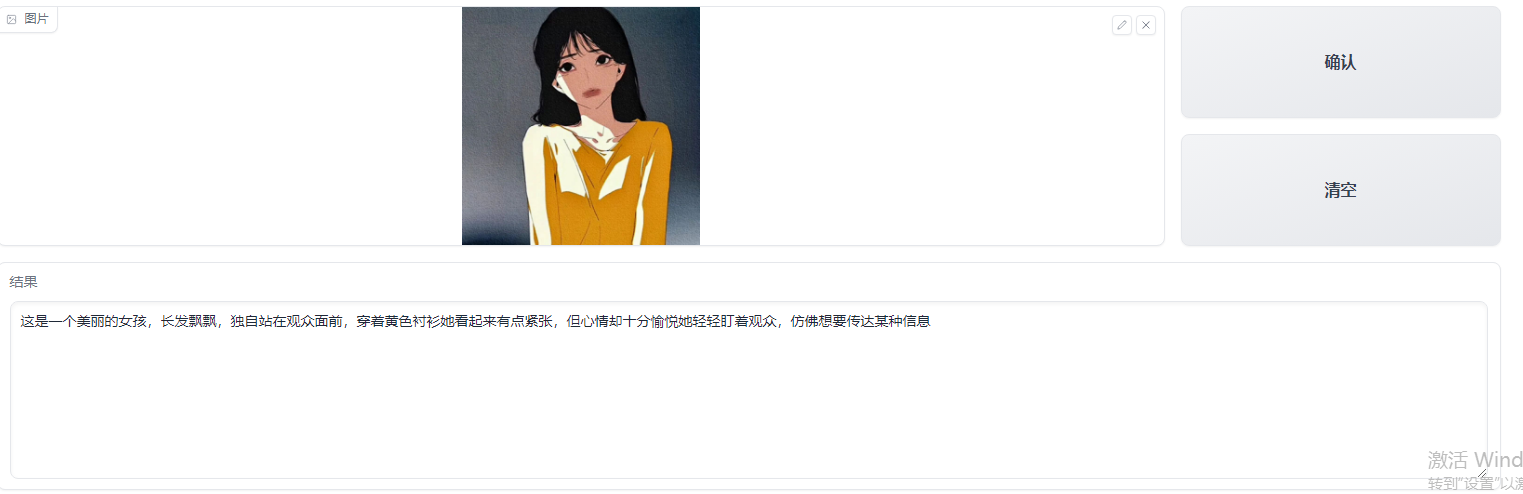 图片
确认
清空
结果
这是一个美丽的女孩，长发飘飘，独自站在观众面前，穿着黄色衬衫她看起来有点紧张，但心情却十分愉悦她轻轻盯着观众，仿佛想要传达某种信息
激活 Wind
转到"设置"以激